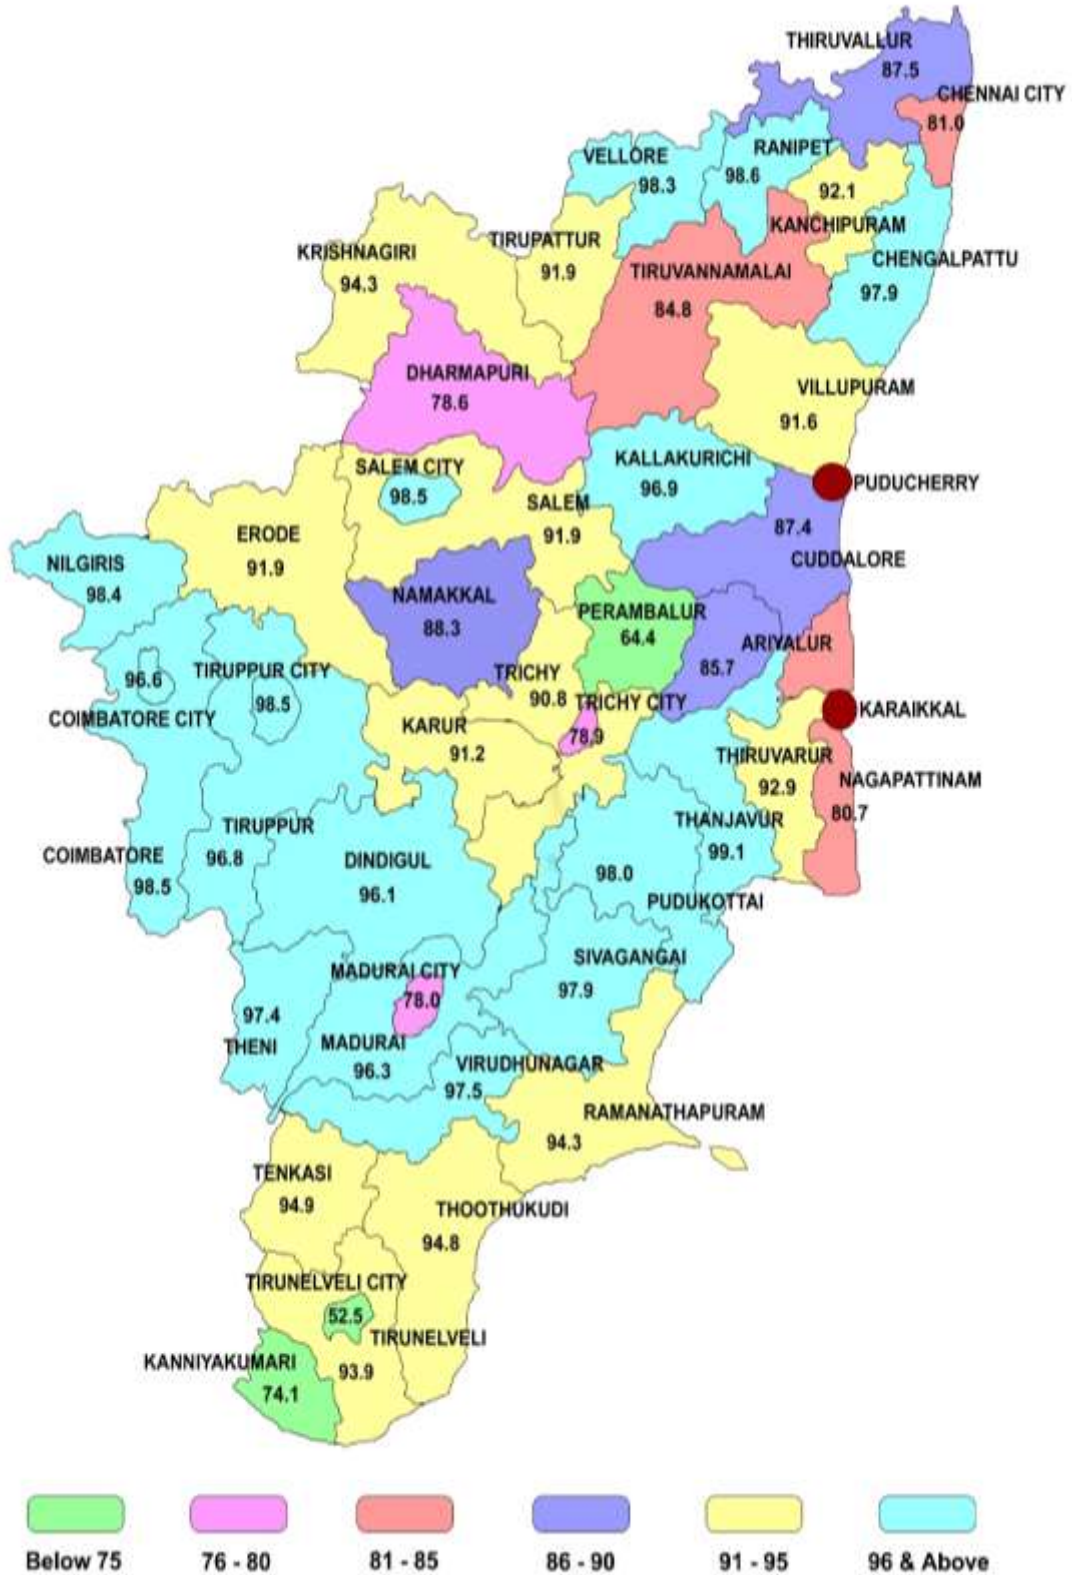 THIRUVALLUR
87.5
CHENNAI CITY
81.0
RANIPET
98.6
VELLORE
98.3
92.1
KANCHIPURAM
CHENGALPATTU
97.9
TIRUPATTUR
91.9
KRISHNAGIRI
94.3
TIRUVANNAMALAI
84.8
DHARMAPURI
78.6
VILLUPURAM
91.6
KALLAKURICHI
96.9
SALEM CITY
98.5
PUDUCHERRY
SALEM
91.9
87.4
CUDDALORE
ERODE
91.9
NILGIRIS
98.4
NAMAKKAL
88.3
PERAMBALUR
64.4
ARIYALUR
85.7
TRICHY
90.8
TIRUPPUR CITY
98.5
96.6
COIMBATORE CITY
TRICHY CITY
78.9
KARAIKKAL
KARUR
91.2
THIRUVARUR
92.9
NAGAPATTINAM
80.7
THANJAVUR
99.1
TIRUPPUR
96.8
COIMBATORE
98.5
DINDIGUL
96.1
98.0
PUDUKOTTAI
SIVAGANGAI
97.9
MADURAI CITY
78.0
97.4
THENI
MADURAI
96.3
VIRUDHUNAGAR
97.5
RAMANATHAPURAM
94.3
TENKASI
94.9
THOOTHUKUDI
94.8
TIRUNELVELI CITY
52.5
TIRUNELVELI
93.9
KANNIYAKUMARI
74.1
Below 75
76 - 80
81 - 85
86 - 90
91 - 95
96 & Above